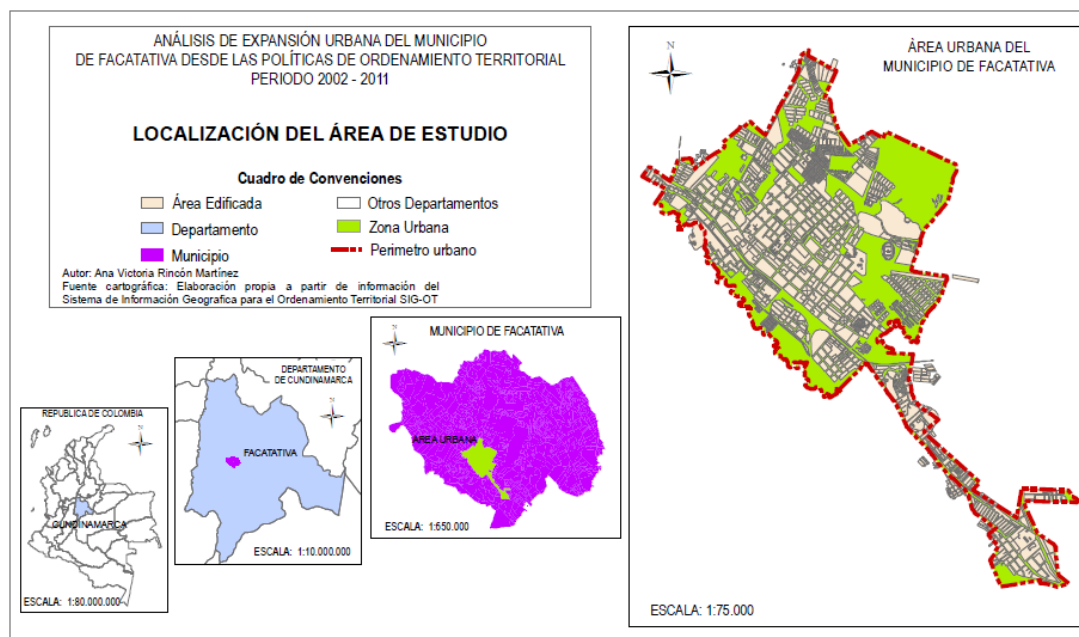 ANÁLISIS DE EXPANSIÓN URBANA DEL MUNICIPIO
DE FACATATIVA DESDE LAS POLÍTICAS DE ORDENAMIENTO TERRITORIAL
PERIODO 2002 - 2011
LOCALIZACIÓN DEL ÁREA DE ESTUDIO
Cuadro de Convenciones
Área Edificada
Otros Departamentos
Departamento
Zona Urbana
Municipio
Perimetro urbano
Autor: Ana Victoria Rincón Martínez
Fuente cartográfica: Elaboración propia a partir de información del
Sistema de Información Geografica para el Ordenamiento Territorial SIG-OT
N
ÁREA URBANA DEL
MUNICIPIO DE FACATATIVA
ESCALA: 1:75.000
MUNICIPIO DE FACATATIVA
N
AREA URBANA
ESCALA: 1:550.000
DEPARTAMENTO
DE CUNDINAMARCA
N
FACATATIVA
ESCALA: 1:10.000.000
REPUBLICA DE COLOMBIA
N
CUNDINAMARCA
ESCALA: 1:80.000.000